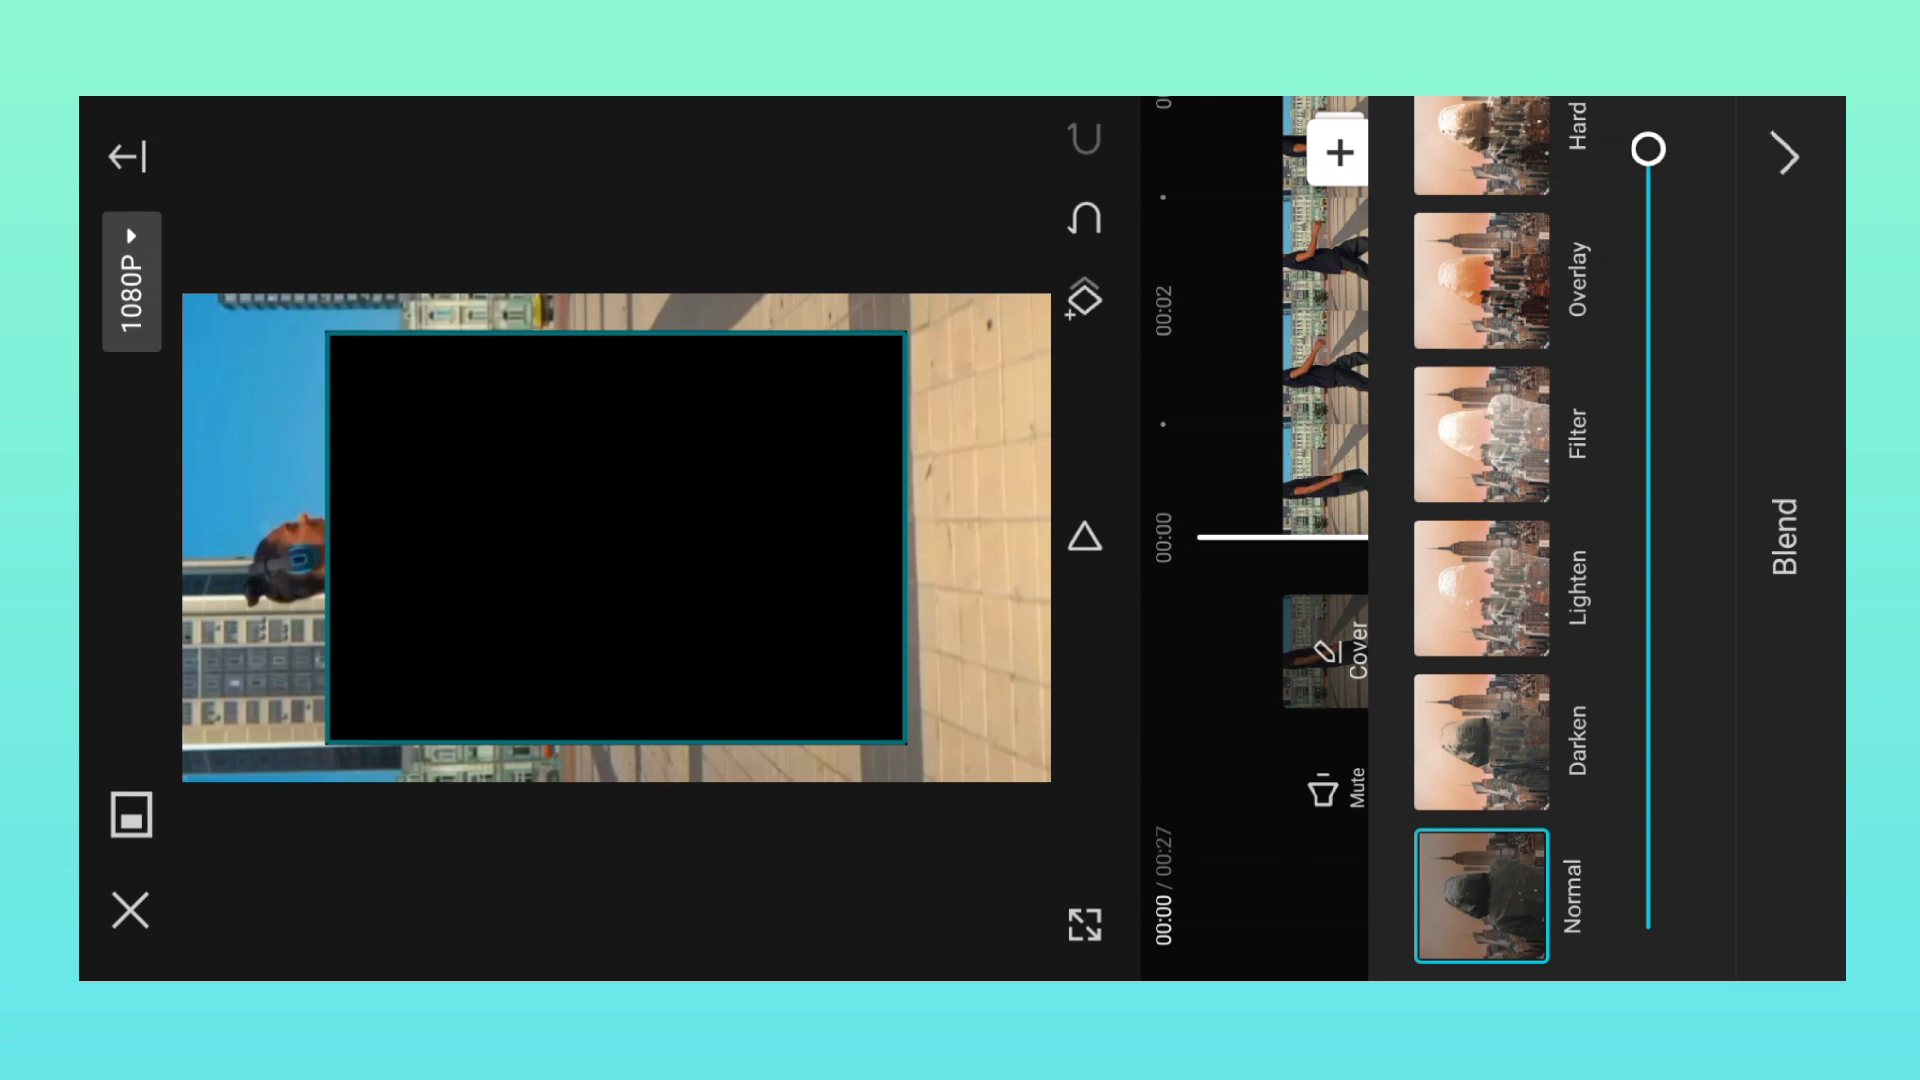 1080P
00:00 / 00:27
00:00
00:02
Mute
Cover
Normal
Darken
Lighten
Filter
Overlay
Hard
Blend